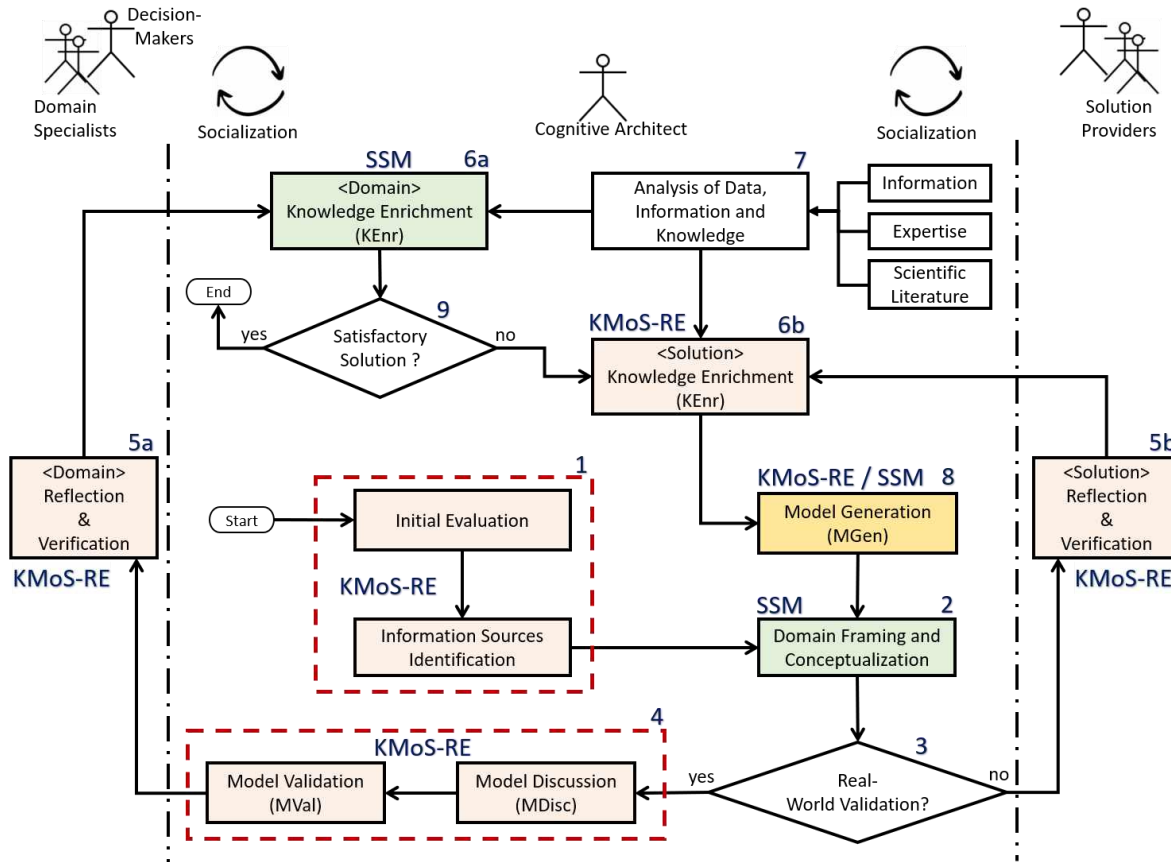 Decision-
Makers
Domain
Specialists
Socialization
Cognitive Architect
Socialization
Solution
Providers
SSM
6a
<Domain>
Knowledge Enrichment
(KEnr)
7
Analysis of Data,
Information and
Knowledge
Information
Expertise
Scientific
Literature
End
yes
9
Satisfactory
Solution ?
no
KMoS-RE
6b
<Solution>
Knowledge Enrichment
(KEnr)
5a
<Domain>
Reflection
&
Verification
KMoS-RE
1
Start
Initial Evaluation
KMoS-RE
Information Sources
Identification
KMoS-RE / SSM
8
Model Generation
(MGen)
SSM
2
Domain Framing and
Conceptualization
5b
<Solution>
Reflection
&
Verification
KMoS-RE
4
KMoS-RE
Model Validation
(MVal)
Model Discussion
(MDisc)
yes
3
Real-
World Validation?
no